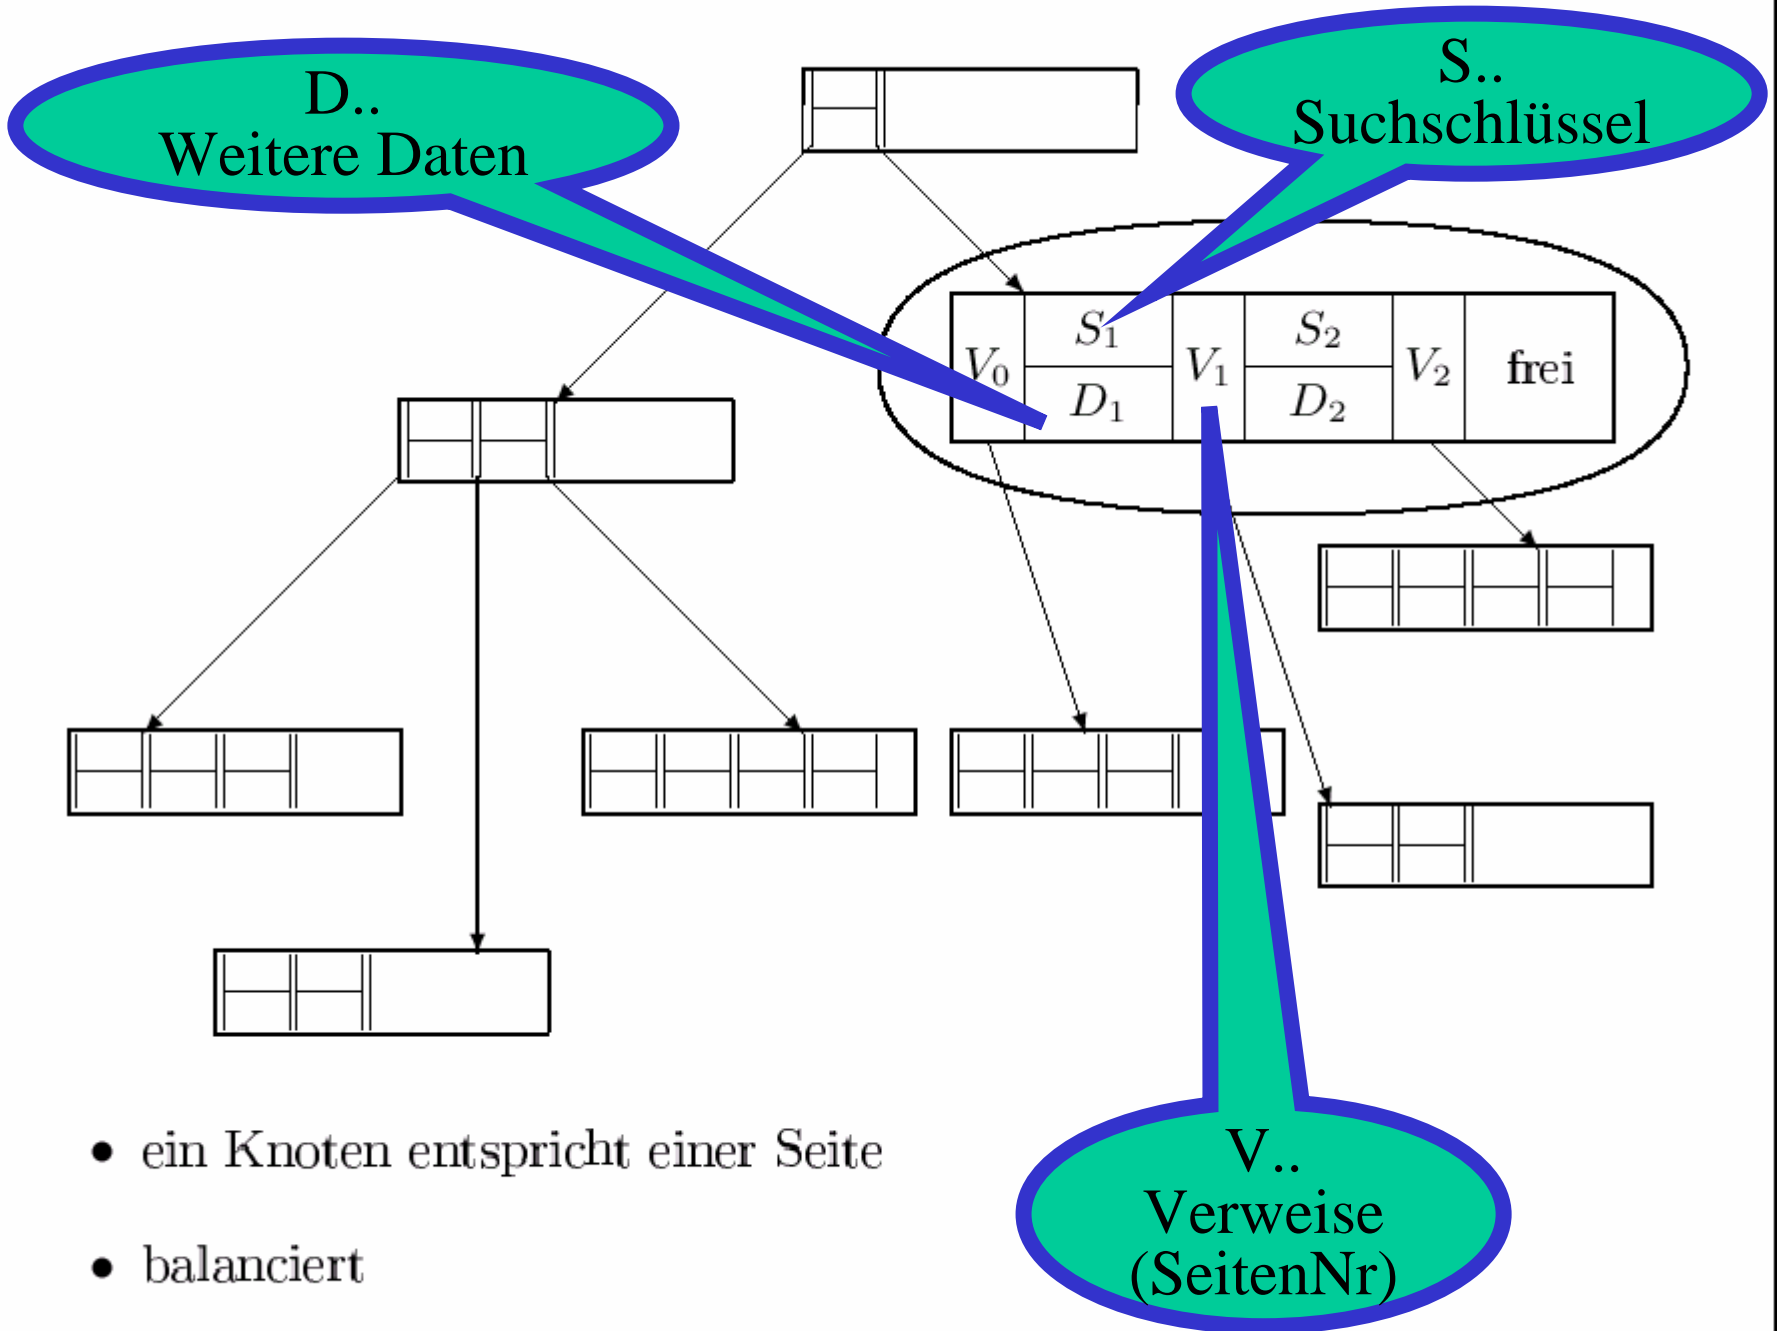 D..
Weitere Daten
S..
Suchschlüssel
V₀
S₁
D₁
V₁
S₂
D₂
V₂
frei
V..
Verweise
(SeitenNr)
• ein Knoten entspricht einer Seite
• balanciert